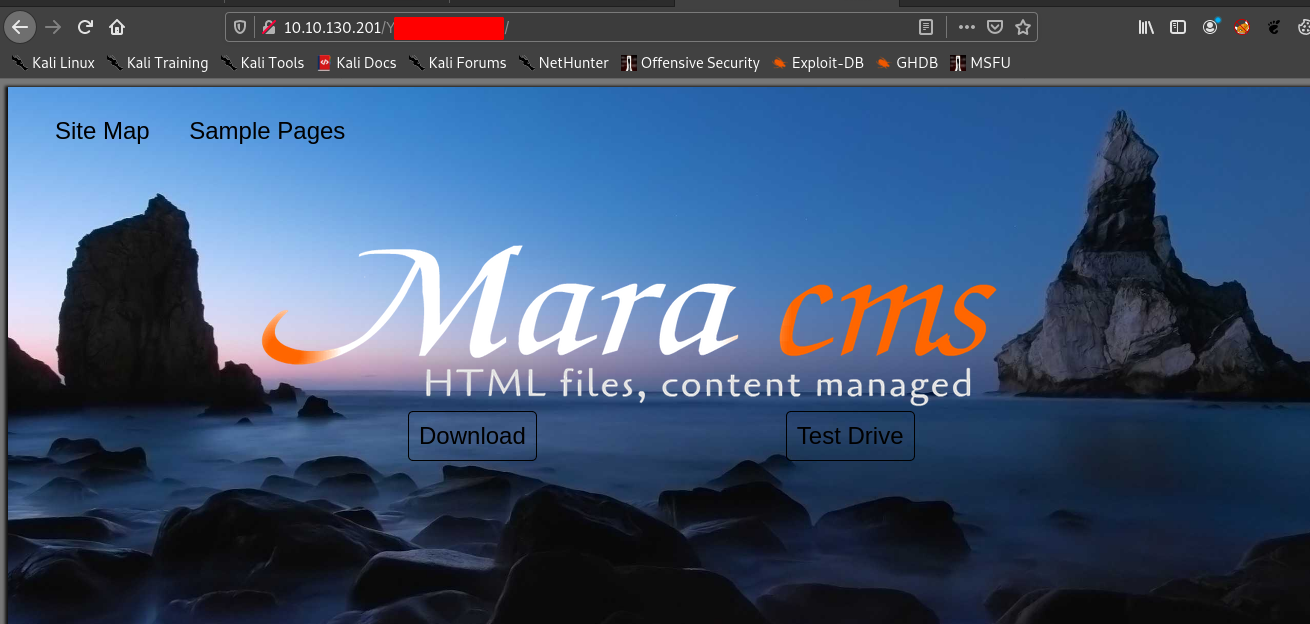 10.10.130.201/Y /
Kali Linux Kali Training Kali Tools Kali Docs Kali Forums NetHunter Offensive Security Exploit-DB GHDB MSFU
Site Map Sample Pages
Mara cms
HTML files, content managed
Download Test Drive